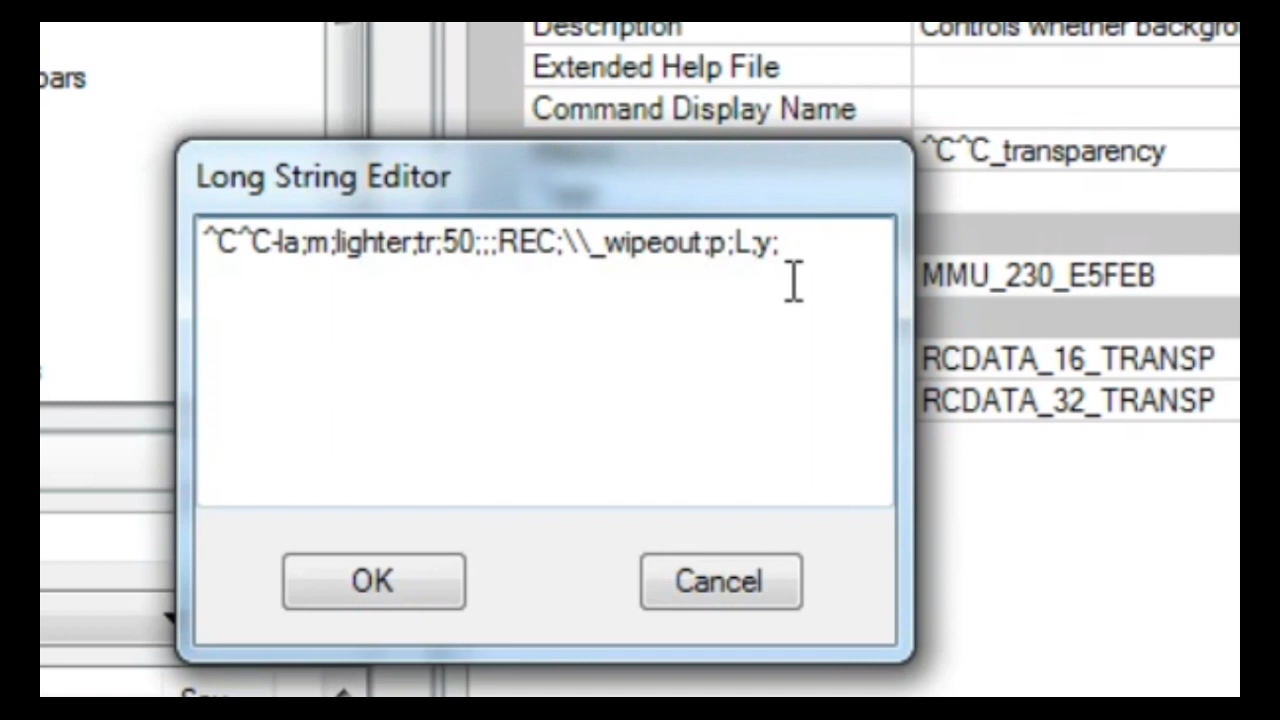 Description
Controls whether backgro
bars
Extended Help File
Command Display Name
^C^C_transparency
Long String Editor
^C^C-la;m;lighter;tr;50;;;REC;\\_wipeout;p;L;y;
MMU_230_E5FEB
RCDATA_16_TRANSP
RCDATA_32_TRANSP
OK
Cancel